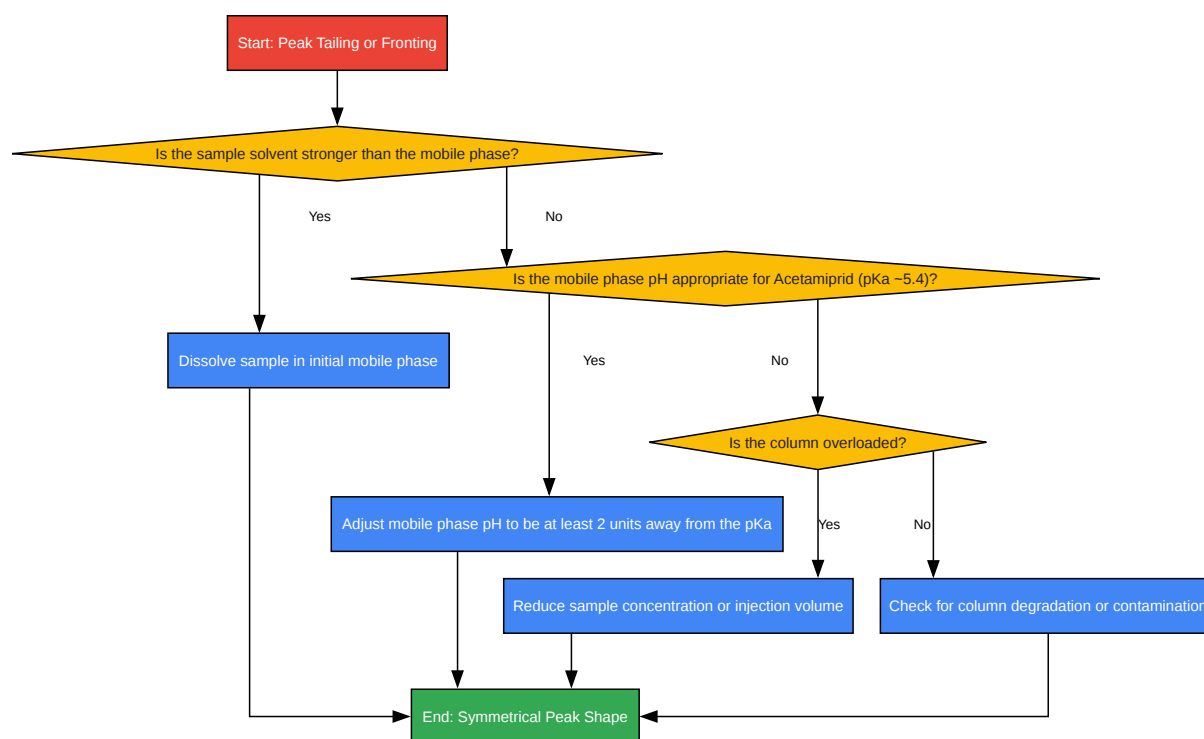 Start: Peak Tailing or Fronting
Is the sample solvent stronger than the mobile phase?
Yes
No
Is the mobile phase pH appropriate for Acetamiprid (pKa ~5.4)?
Dissolve sample in initial mobile phase
Yes
No
Is the column overloaded?
Adjust mobile phase pH to be at least 2 units away from the pKa
Yes
No
Reduce sample concentration or injection volume
Check for column degradation or contamination
End: Symmetrical Peak Shape